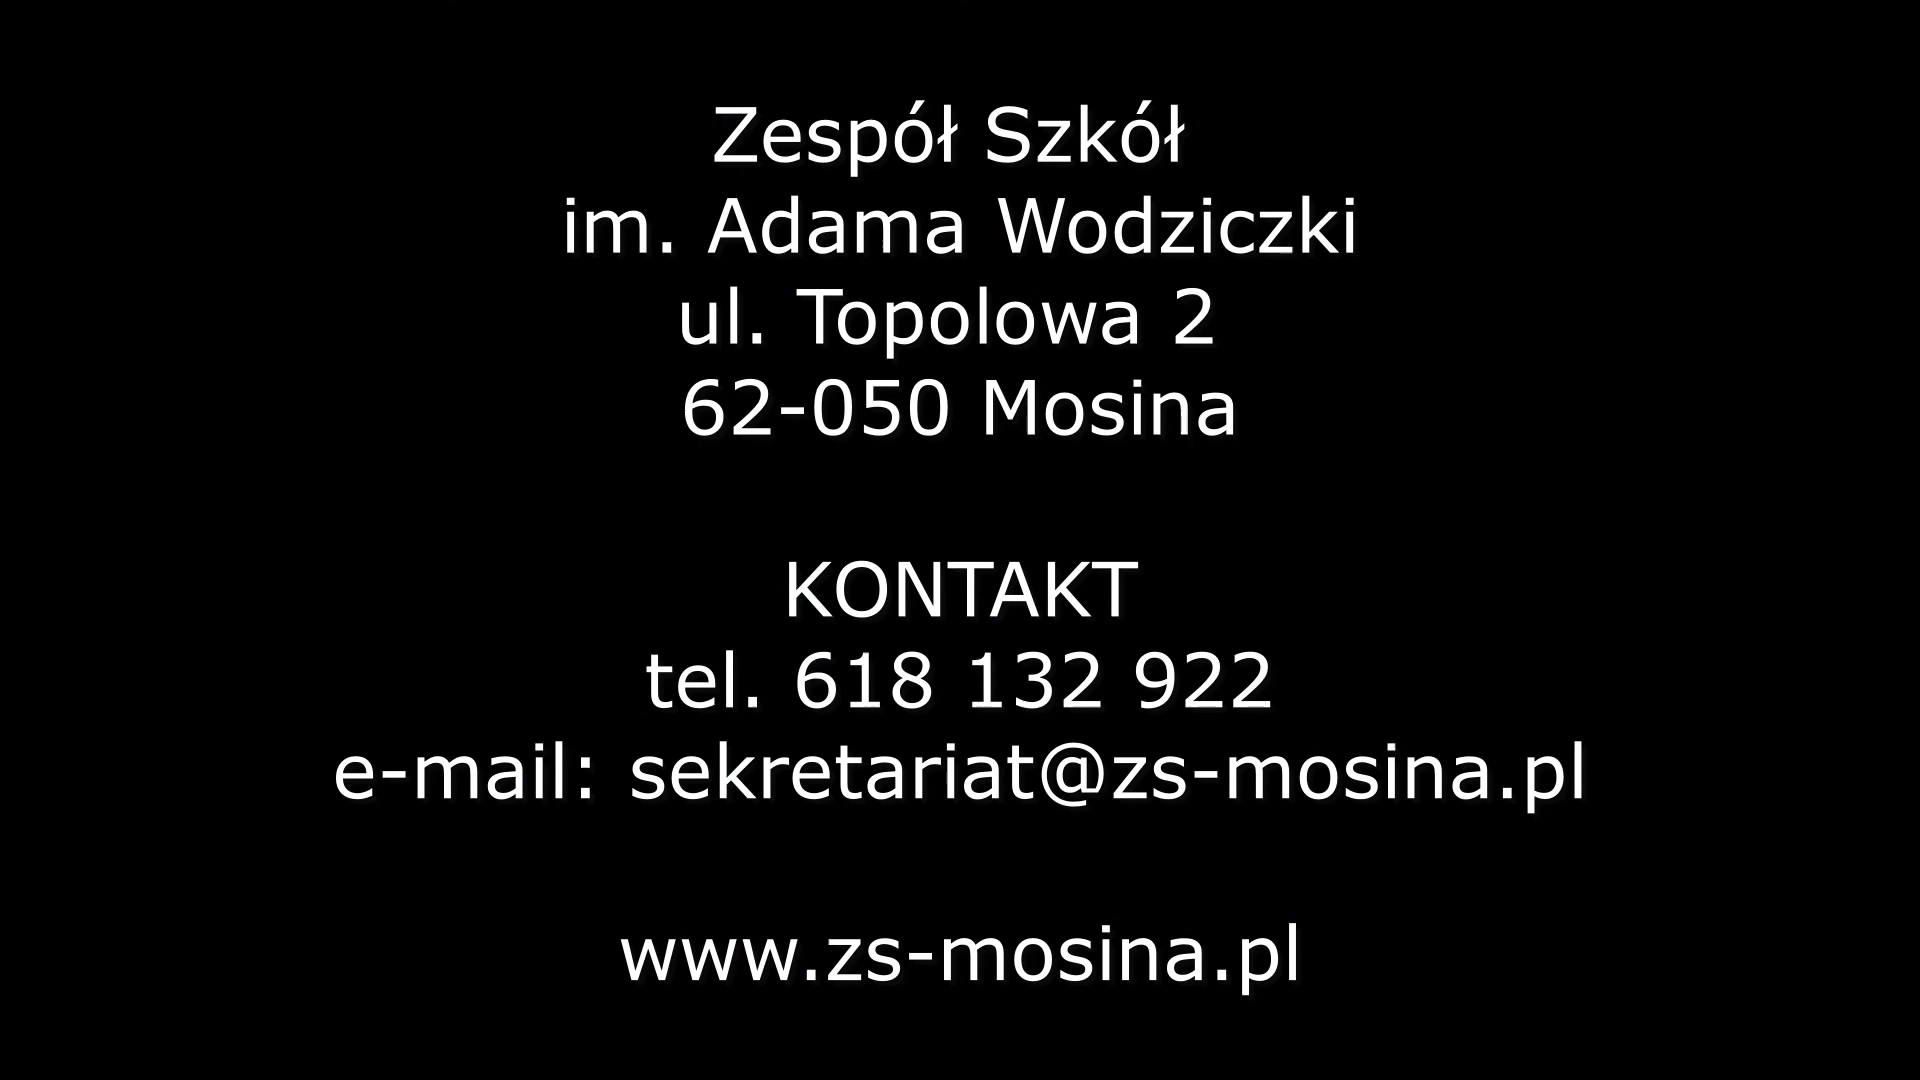 Zespół Szkół
im. Adama Wodziczki
ul. Topolowa 2
62-050 Mosina
KONTAKT
tel. 618 132 922
e-mail: sekretariat@zs-mosina.pl
www.zs-mosina.pl